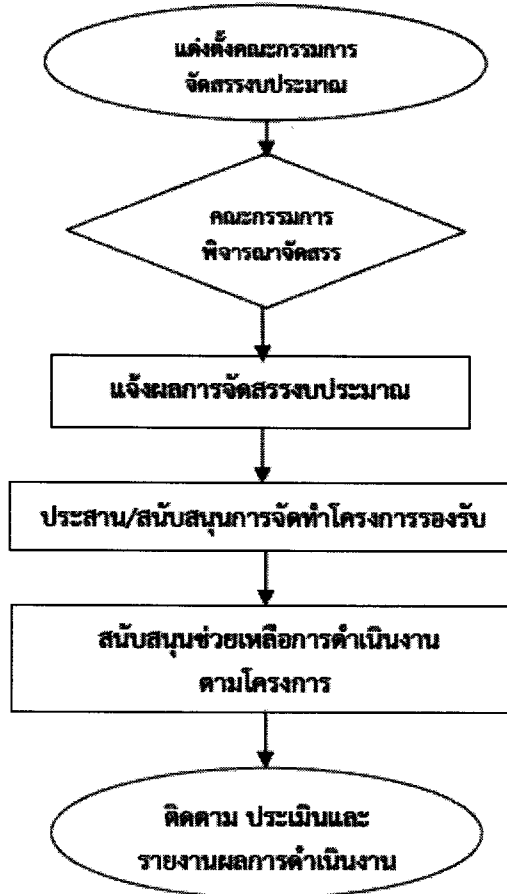 แต่งตั้งคณะกรรมการ
จัดสรรงบประมาณ
คณะกรรมการ
พิจารณาจัดสรร
แจ้งผลการจัดสรรงบประมาณ
ประสาน/สนับสนุนการจัดทำโครงการรองรับ
สนับสนุนช่วยเหลือการดำเนินงาน
ตามโครงการ
ติดตาม ประเมินและ
รายงานผลการดำเนินงาน